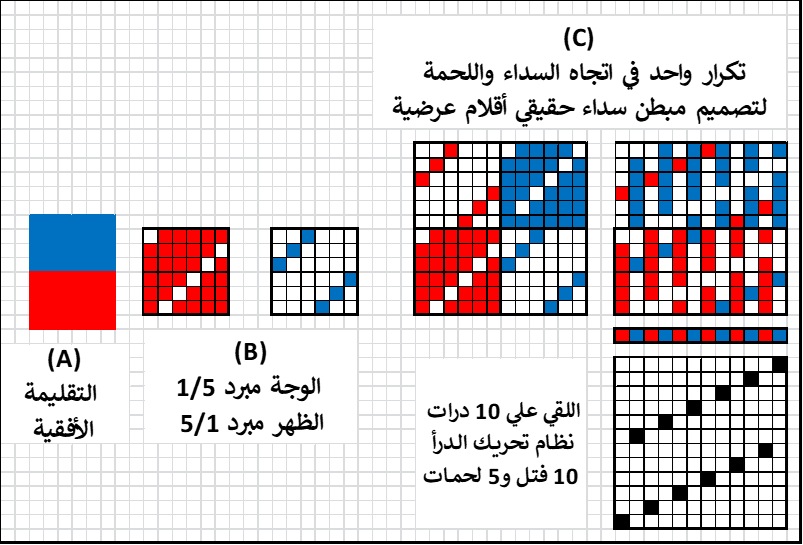 (C)
تكرار واحد في اتجاه السداء واللحمة
لتصميم مبطن سداء حقيقي أقلام عرضية
(A)
التقليمة
الأفقية
(B)
الوجة مبرد 1/5
الظهر مبرد 5/1
اللقي علي 10 درات
نظام تحريك الدرأ
10 فتل و5 لحمات